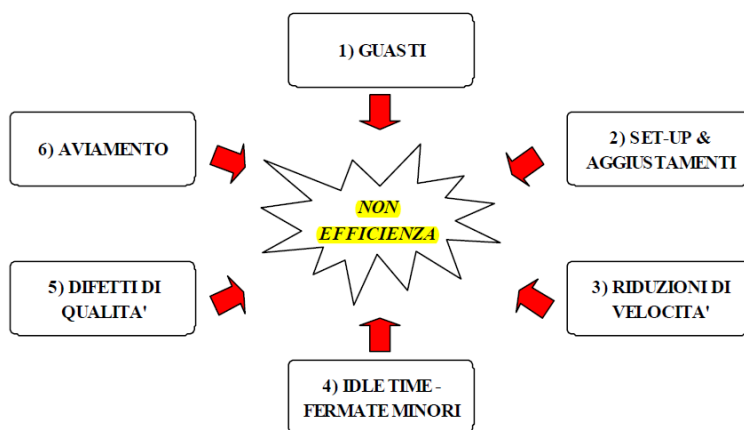 1) GUASTI
6) AVIAMENTO
2) SET-UP &
AGGIUSTAMENTI
NON
EFFICIENZA
5) DIFETTI DI
QUALITA'
3) RIDUZIONI DI
VELOCITA'
4) IDLE TIME -
FERMATE MINORI